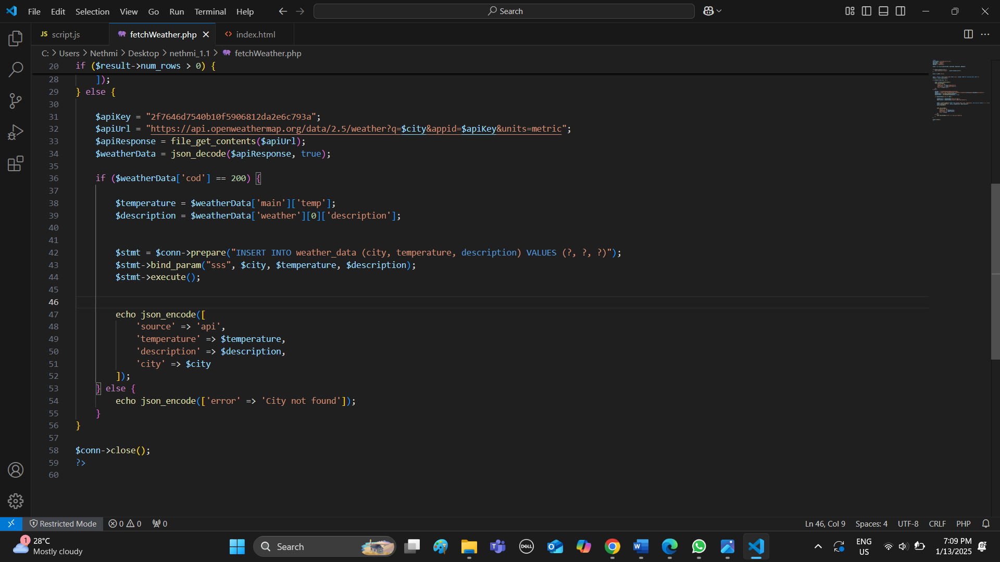 File Edit Selection View Go Run Terminal Help
Search
JS script.js
fetchWeather.php
index.html
C: > Users > Nethmi > Desktop > nethmi_1.1 > fetchWeather.php
20 if ($result->num_rows > 0) {
28 ]);
29 } else {
30
31 $apiKey = "2f7646d7540b10f5906812da2e6c793a";
32 $apiUrl = "https://api.openweathermap.org/data/2.5/weather?q=$city&appid=$apiKey&units=metric";
33 $apiResponse = file_get_contents($apiUrl);
34 $weatherData = json_decode($apiResponse, true);
35
36 if ($weatherData['cod'] == 200) {
37
38 $temperature = $weatherData['main']['temp'];
39 $description = $weatherData['weather'][0]['description'];
40
41
42 $stmt = $conn->prepare("INSERT INTO weather_data (city, temperature, description) VALUES (?, ?, ?)");
43 $stmt->bind_param("sss", $city, $temperature, $description);
44 $stmt->execute();
45
46
47 echo json_encode([
48 'source' => 'api',
49 'temperature' => $temperature,
50 'description' => $description,
51 'city' => $city
52 ]);
53 } else {
54 echo json_encode(['error' => 'City not found']);
55 }
56 }
57
58 $conn->close();
59 ?>
60
Restricted Mode 0 0 0
Ln 46, Col 9 Spaces: 4 UTF-8 CRLF PHP
1 28°C
Mostly cloudy
Search
DELL
ENG
US
7:09 PM
1/13/2025